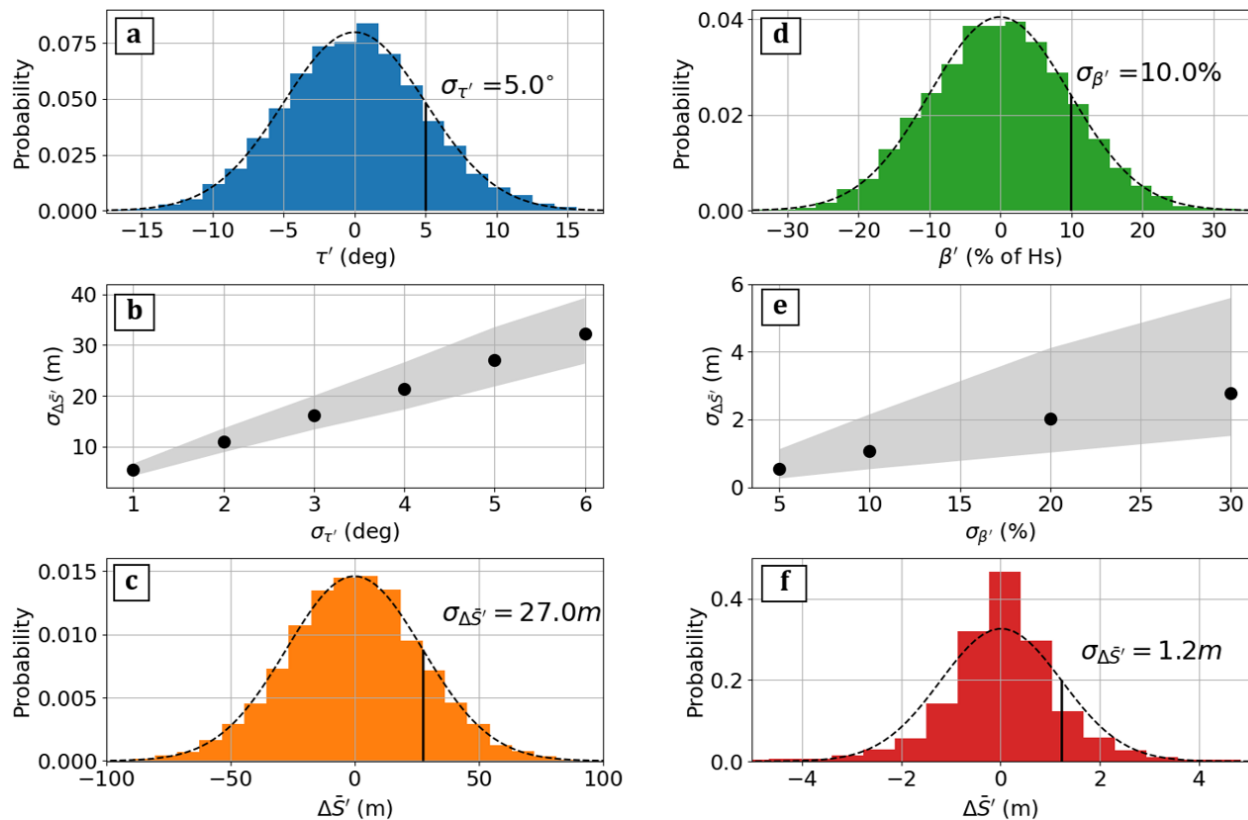 a
Probability
0.075
0.050
0.025
0.000
στ′ =5.0°
−15
−10
−5
0
5
10
15
τ′ (deg)
d
Probability
0.04
0.02
0.00
σβ′ =10.0%
−30
−20
−10
0
10
20
30
β′ (% of Hs)
b
σΔS̄′ (m)
40
30
20
10
1
2
3
4
5
6
στ′ (deg)
e
σΔS̄′ (m)
6
4
2
0
5
10
15
20
25
30
σβ′ (%)
c
Probability
0.015
0.010
0.005
0.000
σΔS̄′ = 27.0m
−100
−50
0
50
100
ΔS̄′ (m)
f
Probability
0.4
0.2
0.0
σΔS̄′ = 1.2m
−4
−2
0
2
4
ΔS̄′ (m)